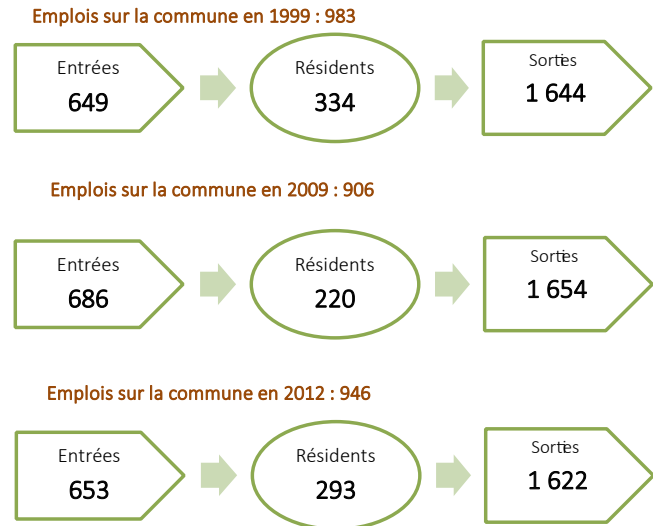 Emplois sur la commune en 1999 : 983
Entrées
649
Résidents
334
Sorties
1 644
Emplois sur la commune en 2009 : 906
Entrées
686
Résidents
220
Sorties
1 654
Emplois sur la commune en 2012 : 946
Entrées
653
Résidents
293
Sorties
1 622